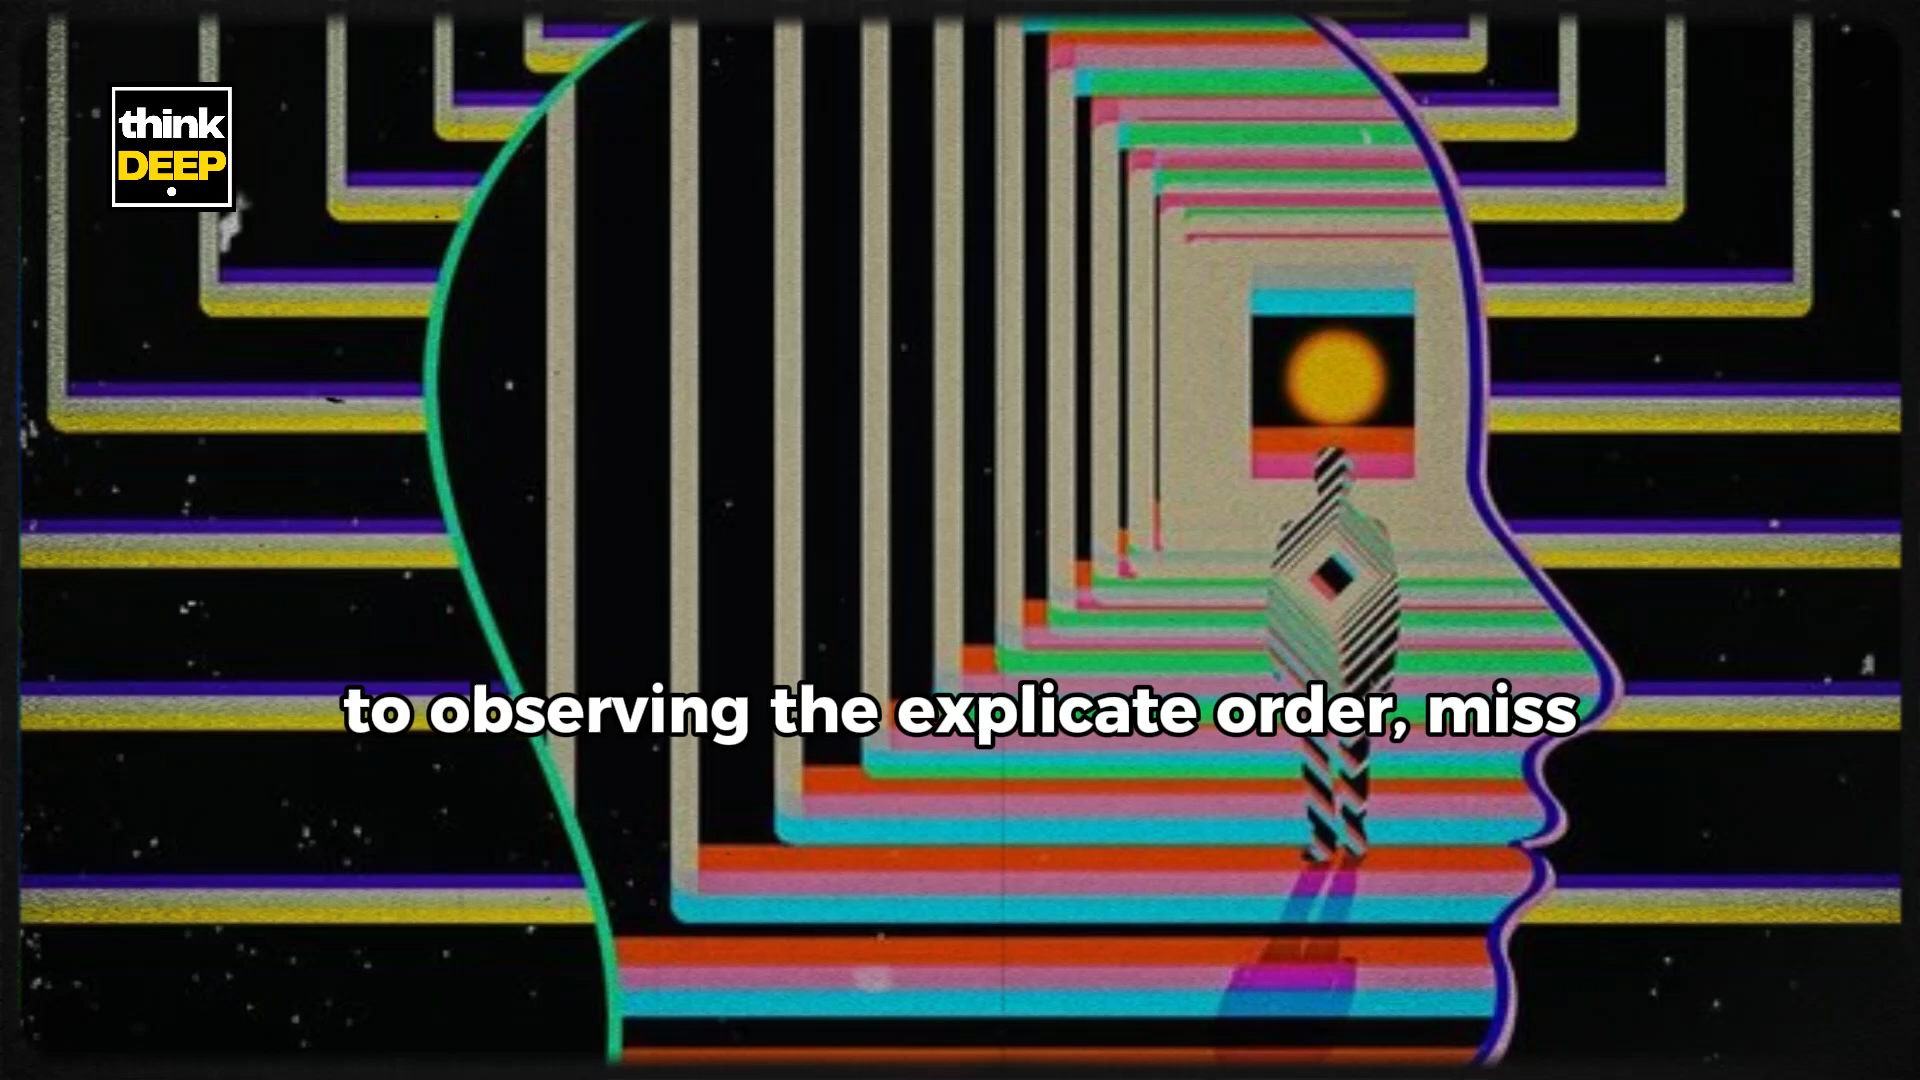 think
DEEP
to observing the explicate order, miss